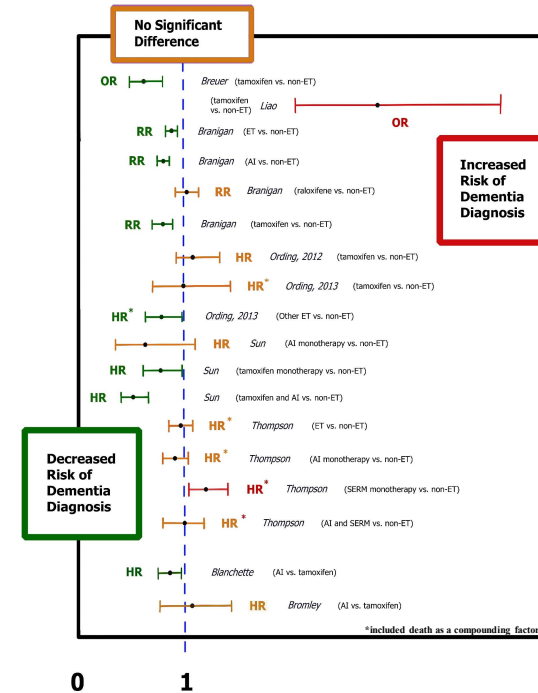 No Significant
Difference
OR Breuer (tamoxifen vs. non-ET)
(tamoxifen
vs. non-ET) Liao
OR
RR Branigan (ET vs. non-ET)
RR Branigan (AI vs. non-ET)
Increased
Risk of
Dementia
Diagnosis
RR Branigan (raloxifene vs. non-ET)
RR Branigan (tamoxifen vs. non-ET)
HR Ording, 2012 (tamoxifen vs. non-ET)
HR* Ording, 2013 (tamoxifen vs. non-ET)
HR* Ording, 2013 (Other ET vs. non-ET)
HR Sun (AI monotherapy vs. non-ET)
HR Sun (tamoxifen monotherapy vs. non-ET)
HR Sun (tamoxifen and AI vs. non-ET)
HR* Thompson (ET vs. non-ET)
Decreased
Risk of
Dementia
Diagnosis
HR* Thompson (AI monotherapy vs. non-ET)
HR* Thompson (SERM monotherapy vs. non-ET)
HR* Thompson (AI and SERM vs. non-ET)
HR Blanchette (AI vs. tamoxifen)
HR Bromley (AI vs. tamoxifen)
*included death as a compounding factor
0 1